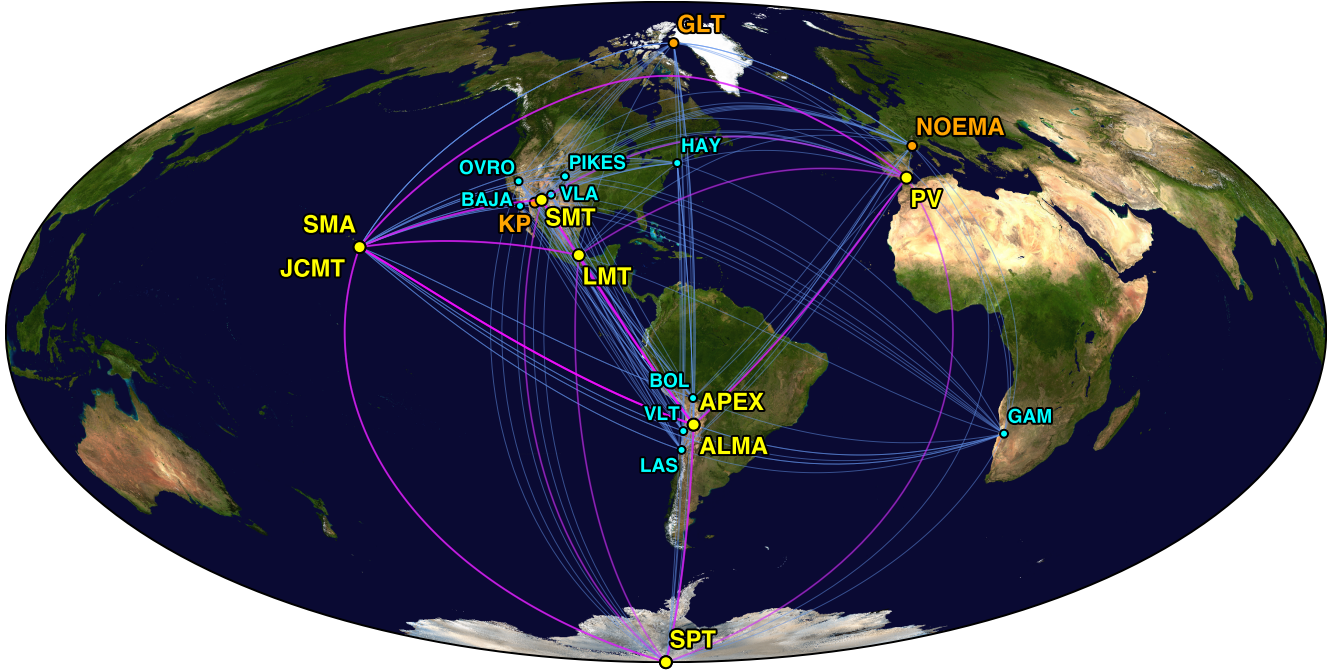 GLT
NOEMA
HAY
OVRO
PIKES
BAJA
VLA
PV
KP
SMT
SMA
JCMT
LMT
BOL
APEX
VLT
GAM
ALMA
LAS
SPT